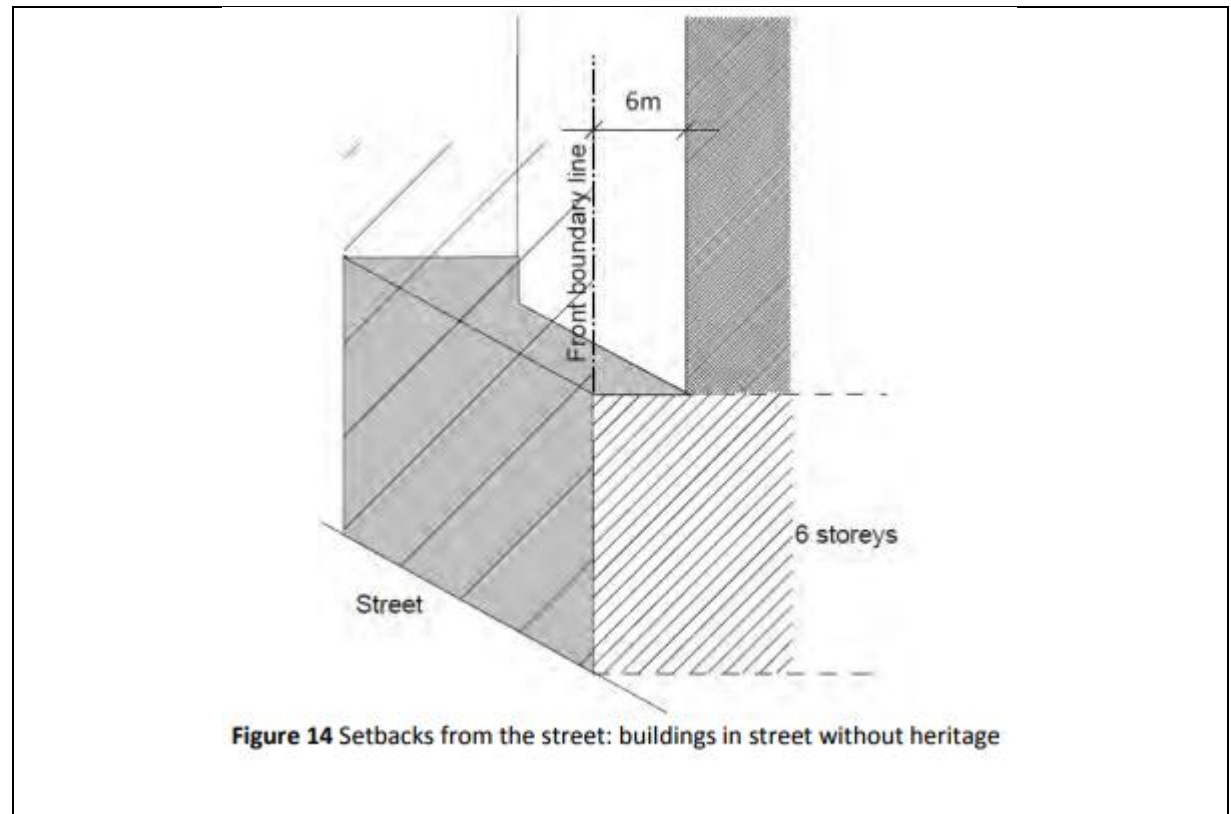 6m
Front boundary line
6 storeys
Street
Figure 14 Setbacks from the street: buildings in street without heritage